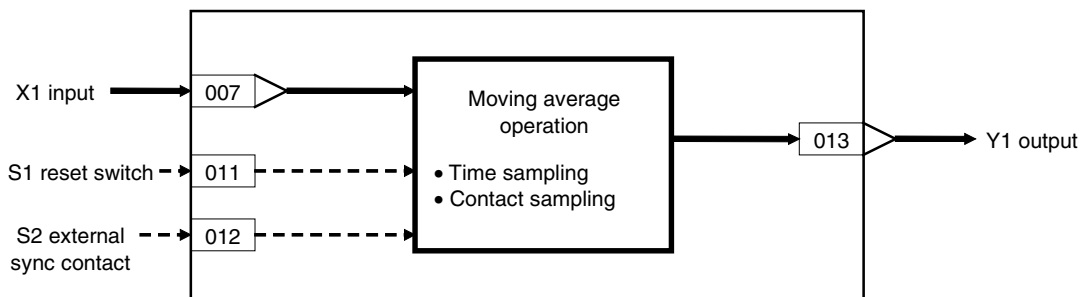 X1 input
007
S1 reset switch
011
S2 external
sync contact
012
Moving average
operation
• Time sampling
• Contact sampling
013
Y1 output